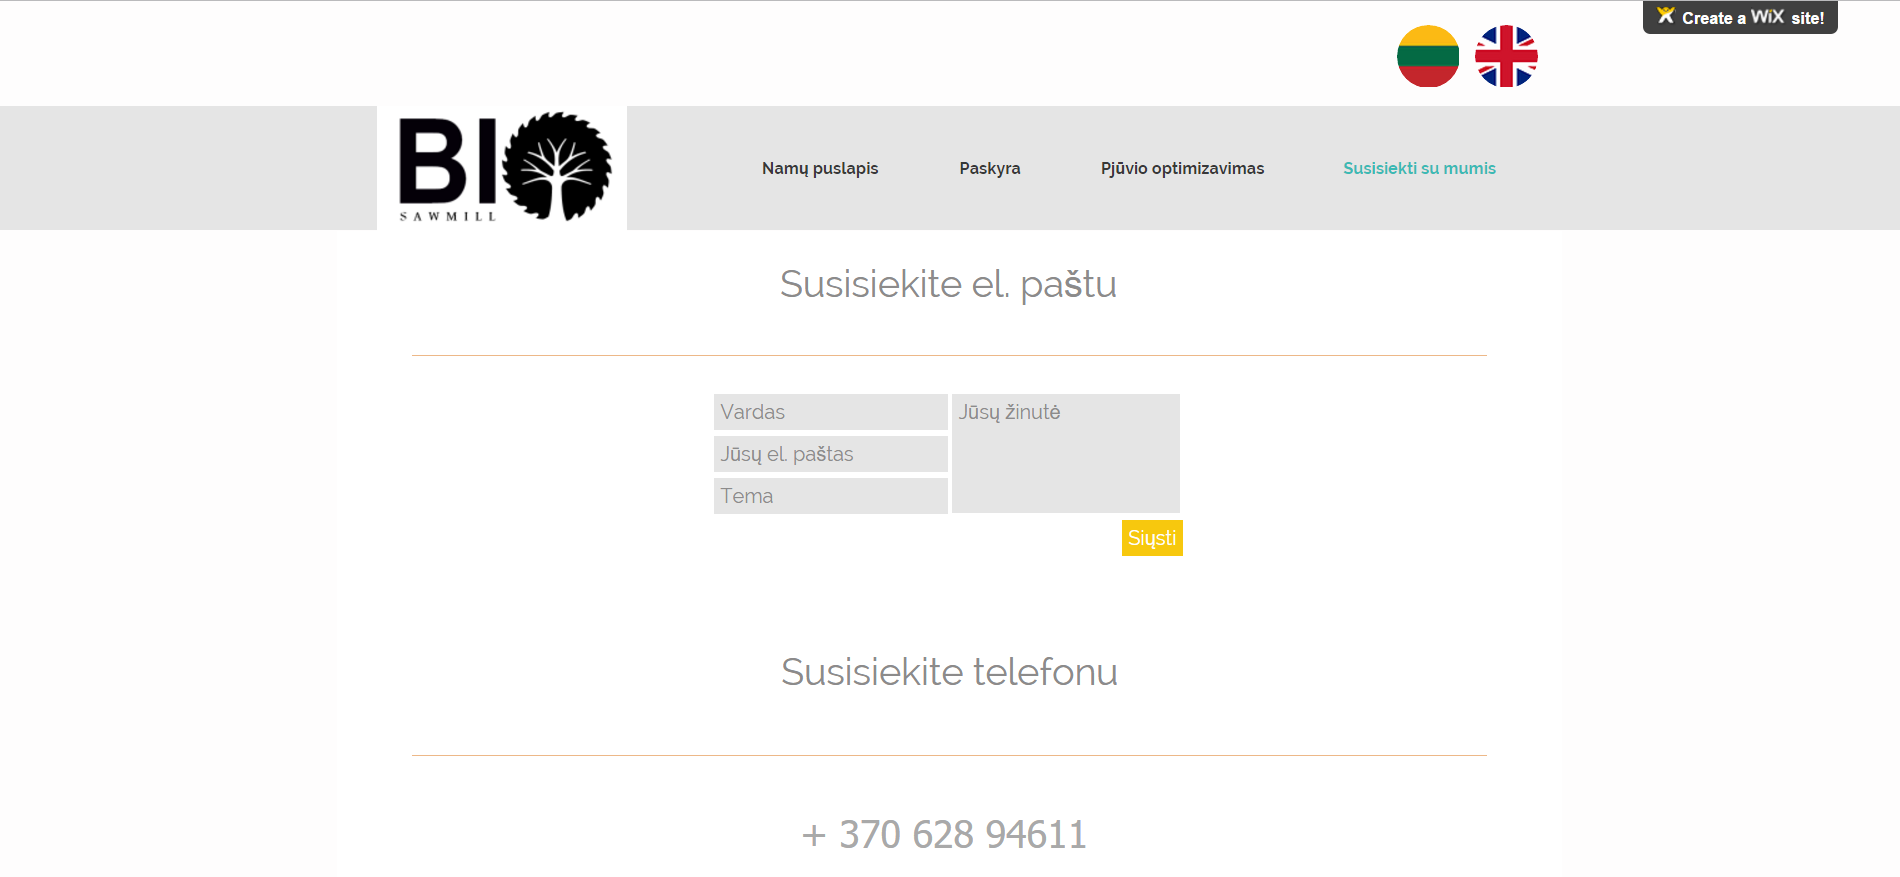 Create a WiX site!
BIO
SAWMILL
Namų puslapis
Paskyra
Pjūvio optimizavimas
Susisiekti su mumis
Susisiekite el. paštu
Vardas
Jūsų žinutė
Jūsų el. paštas
Tema
Siųsti
Susisiekite telefonu
+ 370 628 94611